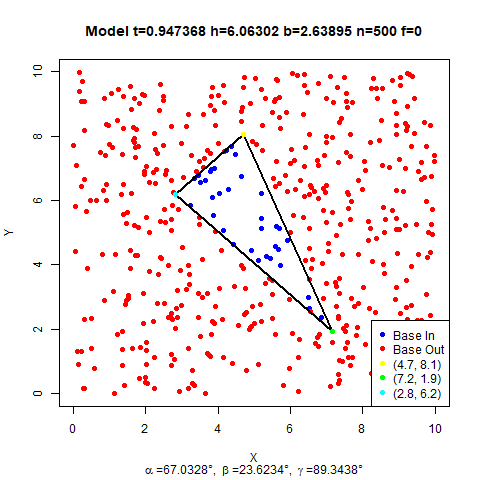 Model t=0.947368 h=6.06302 b=2.63895 n=500 f=0
10
8
6
4
2
0
Y
Base In
Base Out
(4.7, 8.1)
(7.2, 1.9)
(2.8, 6.2)
0 2 4 6 8 10
X
α=67.0328°, β=23.6234°, γ=89.3438°